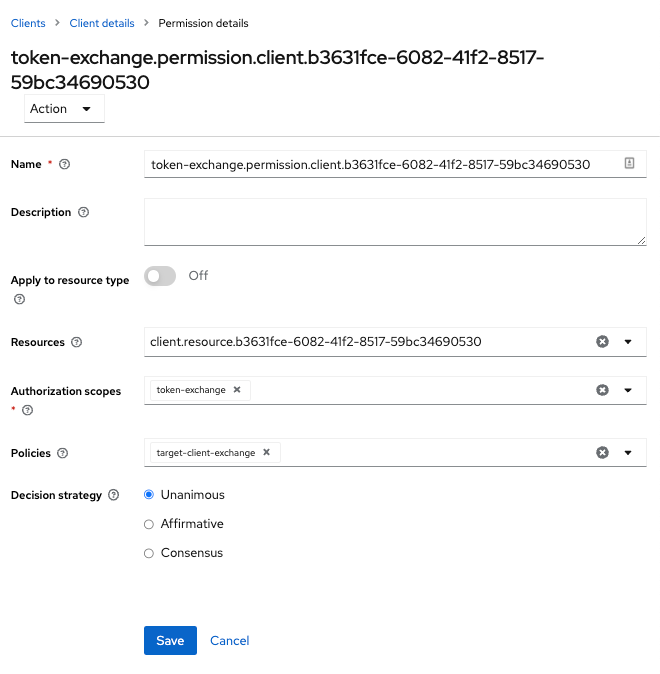 Clients > Client details > Permission details
token-exchange.permission.client.b3631fce-6082-41f2-8517-
59bc34690530
Action
Name * token-exchange.permission.client.b3631fce-6082-41f2-8517-59bc34690530
Description
Apply to resource type Off
Resources client.resource.b3631fce-6082-41f2-8517-59bc34690530
Authorization scopes * token-exchange
Policies target-client-exchange
Decision strategy Unanimous
Affirmative
Consensus
Save Cancel